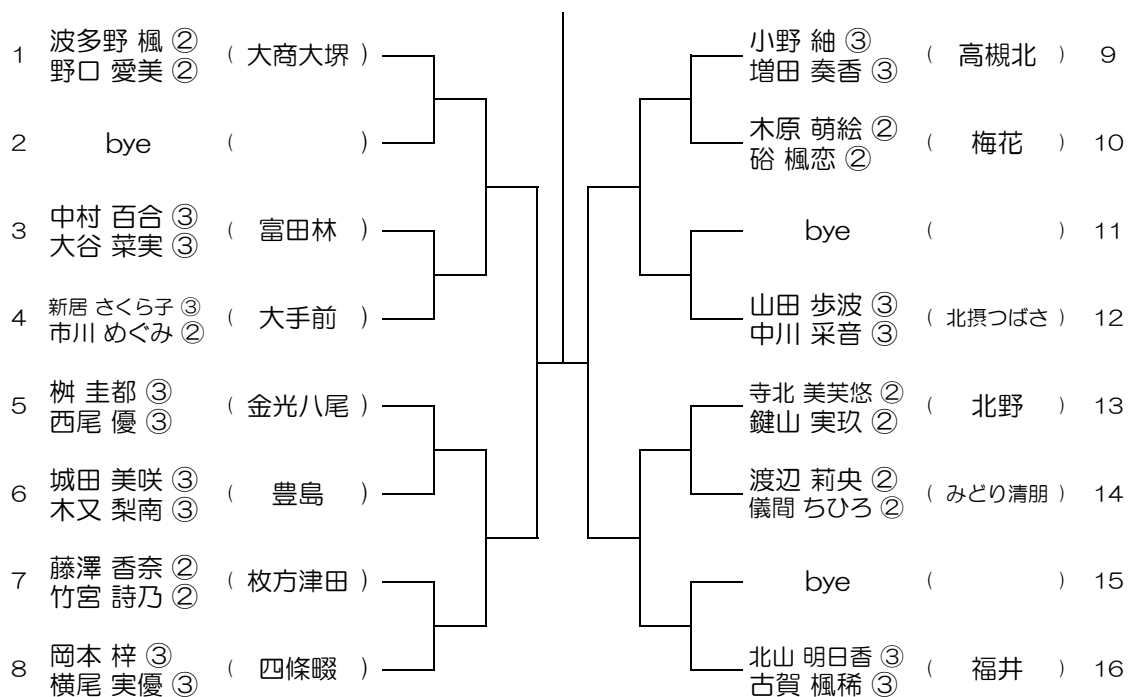 1 波多野 楓 ② ( 大商大堺 )
野口 愛美 ②
2 bye ( )
3 中村 百合 ③ ( 富田林 )
大谷 菜実 ③
4 新居 さくら子 ③ ( 大手前 )
市川 めぐみ ②
5 桝 圭都 ③ ( 金光八尾 )
西尾 優 ③
6 城田 美咲 ③ ( 豊島 )
木又 梨南 ③
7 藤澤 香奈 ② ( 枚方津田 )
竹宮 詩乃 ②
8 岡本 梓 ③ ( 四條畷 )
横尾 実優 ③
小野 紬 ③ ( 高槻北 ) 9
増田 奏香 ③
木原 萌絵 ② ( 梅花 ) 10
硲 楓恋 ②
bye ( ) 11
山田 歩波 ③ ( 北摂つばさ ) 12
中川 采音 ③
寺北 美芙悠 ② ( 北野 ) 13
鍵山 実玖 ②
渡辺 莉央 ② ( みどり清朋 ) 14
儀間 ちひろ ②
bye ( ) 15
北山 明日香 ③ ( 福井 ) 16
古賀 楓稀 ③